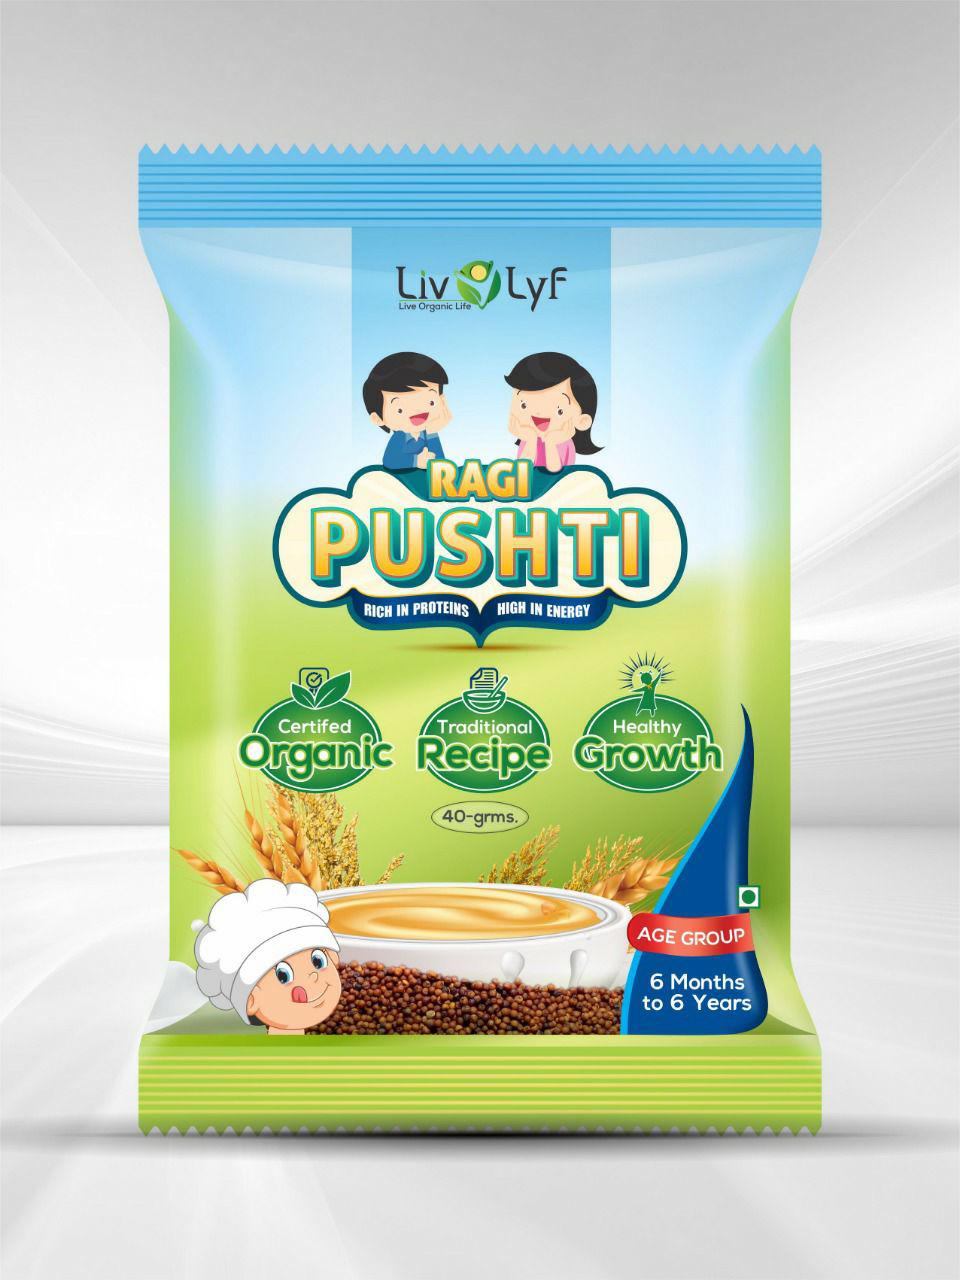 Liv Lyf
Live Organic Life
RAGI
PUSHTI
RICH IN PROTEINS HIGH IN ENERGY
Certifed
Organic
Traditional
Recipe
Healthy
Growth
40-grms.
AGE GROUP
6 Months
to 6 Years